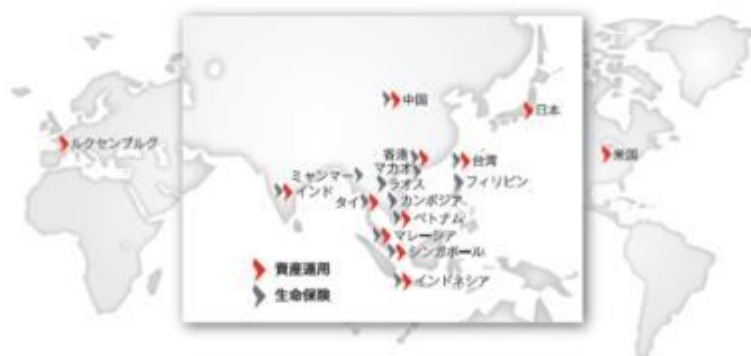 中国
日本
ルクセンブルグ
香港
台湾
米国
マカオ
ミャンマー
ラオス
フィリピン
インド
タイ
カンボジア
ベトナム
マレーシア
シンガポール
資産運用
インドネシア
生命保険